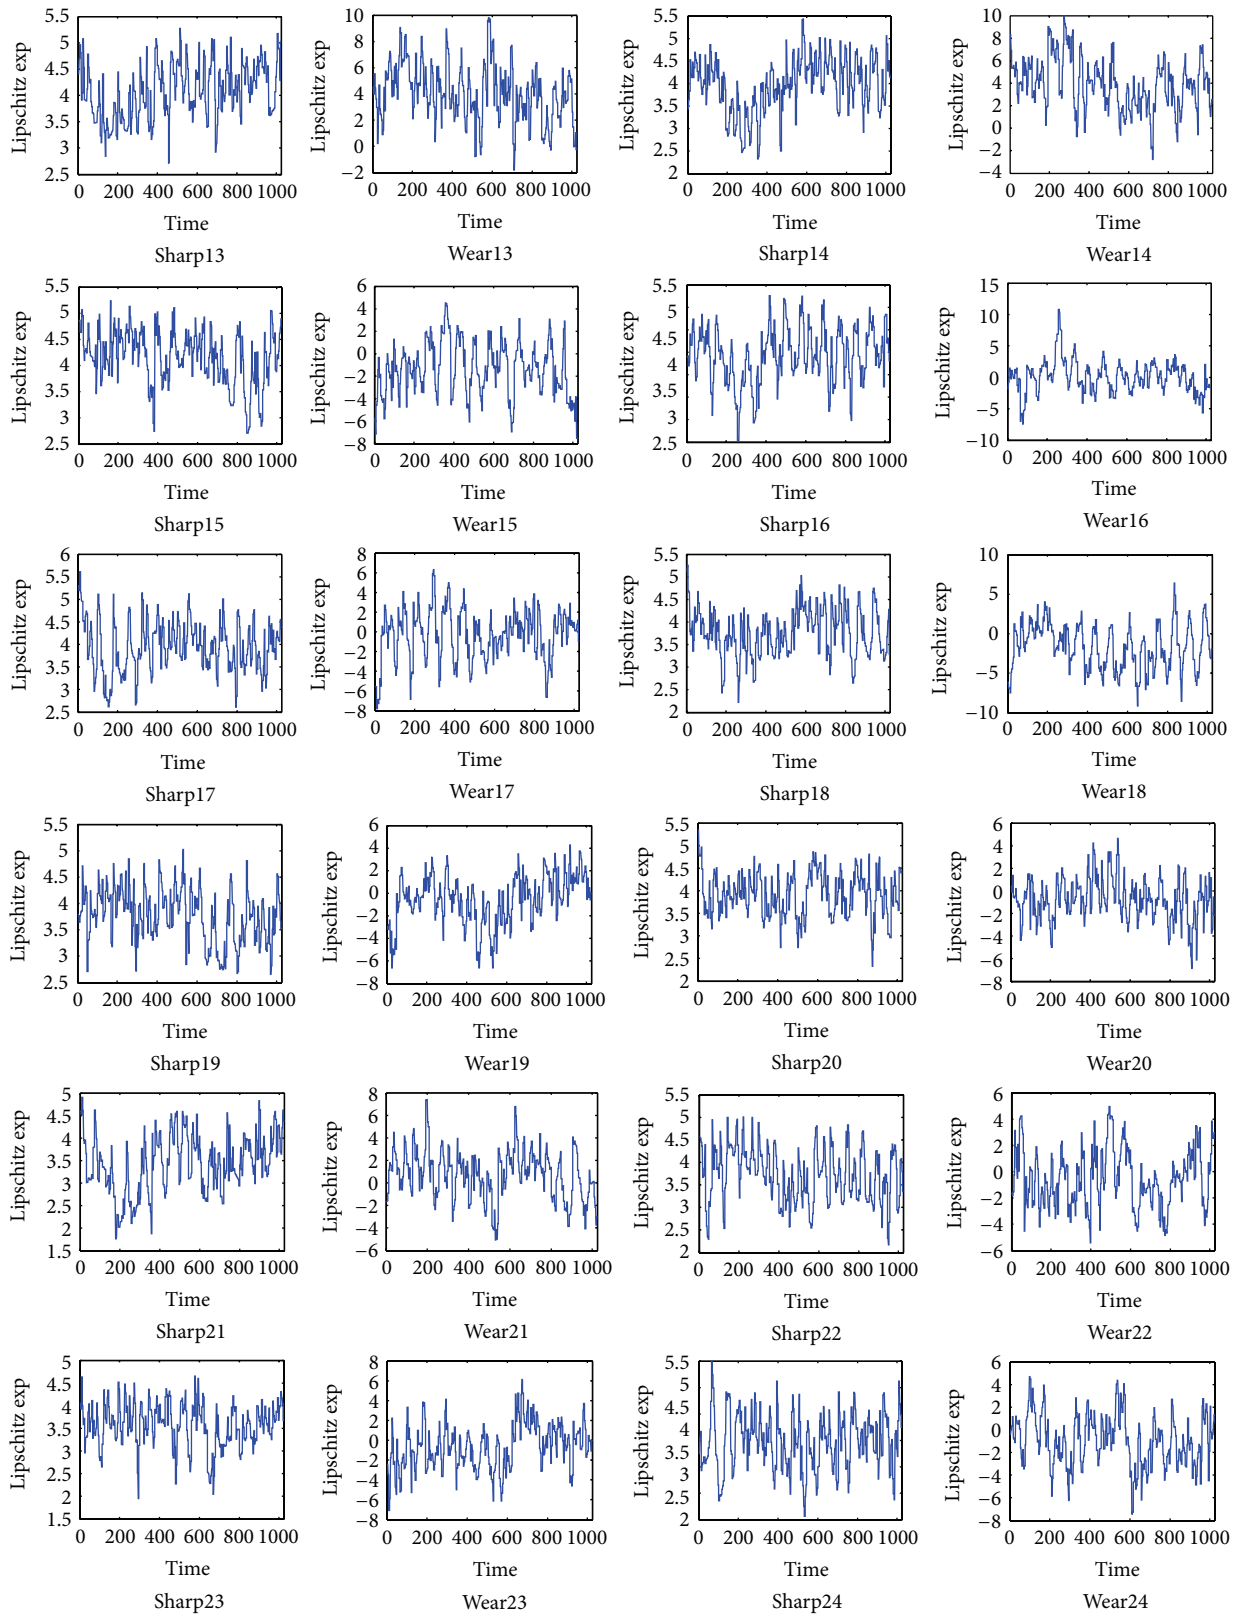 Lipschitz exp
5.5
5
4.5
4
3.5
3
2.5
0 200 400 600 800 1000
Time
Sharp13
Lipschitz exp
10
8
6
4
2
0
−2
0 200 400 600 800 1000
Time
Wear13
Lipschitz exp
5.5
5
4.5
4
3.5
3
2.5
2
0 200 400 600 800 1000
Time
Sharp14
Lipschitz exp
10
8
6
4
2
0
−2
−4
0 200 400 600 800 1000
Time
Wear14
Lipschitz exp
5.5
5
4.5
4
3.5
3
2.5
0 200 400 600 800 1000
Time
Sharp15
Lipschitz exp
6
4
2
0
−2
−4
−6
−8
0 200 400 600 800 1000
Time
Wear15
Lipschitz exp
5.5
5
4.5
4
3.5
3
2.5
0 200 400 600 800 1000
Time
Sharp16
Lipschitz exp
15
10
5
0
−5
−10
0 200 400 600 800 1000
Time
Wear16
Lipschitz exp
6
5.5
5
4.5
4
3.5
3
2.5
0 200 400 600 800 1000
Time
Sharp17
Lipschitz exp
8
6
4
2
0
−2
−4
−6
−8
0 200 400 600 800 1000
Time
Wear17
Lipschitz exp
5.5
5
4.5
4
3.5
3
2.5
2
0 200 400 600 800 1000
Time
Sharp18
Lipschitz exp
10
5
0
−5
−10
0 200 400 600 800 1000
Time
Wear18
Lipschitz exp
5.5
5
4.5
4
3.5
3
2.5
0 200 400 600 800 1000
Time
Sharp19
Lipschitz exp
6
4
2
0
−2
−4
−6
−8
0 200 400 600 800 1000
Time
Wear19
Lipschitz exp
5.5
5
4.5
4
3.5
3
2.5
2
0 200 400 600 800 1000
Time
Sharp20
Lipschitz exp
6
4
2
0
−2
−4
−6
−8
0 200 400 600 800 1000
Time
Wear20
Lipschitz exp
5
4.5
4
3.5
3
2.5
2
1.5
0 200 400 600 800 1000
Time
Sharp21
Lipschitz exp
8
6
4
2
0
−2
−4
−6
0 200 400 600 800 1000
Time
Wear21
Lipschitz exp
5.5
5
4.5
4
3.5
3
2.5
2
0 200 400 600 800 1000
Time
Sharp22
Lipschitz exp
6
4
2
0
−2
−4
−6
0 200 400 600 800 1000
Time
Wear22
Lipschitz exp
5
4.5
4
3.5
3
2.5
2
1.5
0 200 400 600 800 1000
Time
Sharp23
Lipschitz exp
8
6
4
2
0
−2
−4
−6
−8
0 200 400 600 800 1000
Time
Wear23
Lipschitz exp
5.5
5
4.5
4
3.5
3
2.5
2
0 200 400 600 800 1000
Time
Sharp24
Lipschitz exp
6
4
2
0
−2
−4
−6
−8
0 200 400 600 800 1000
Time
Wear24